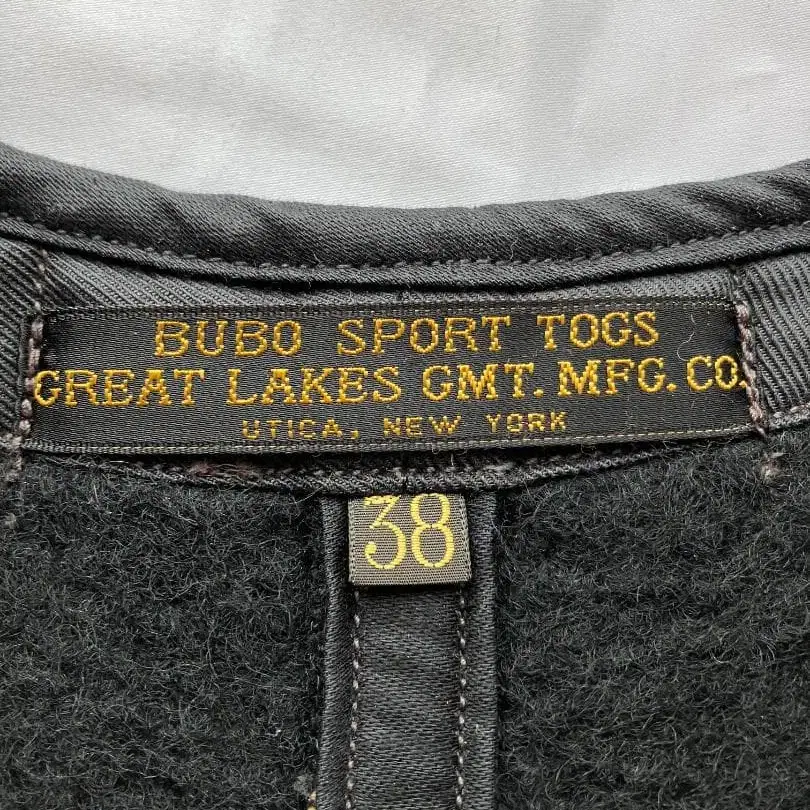 BUBO SPORT TOGS
GREAT LAKES GMT. MFG. CO.
UTICA, NEW YORK
38